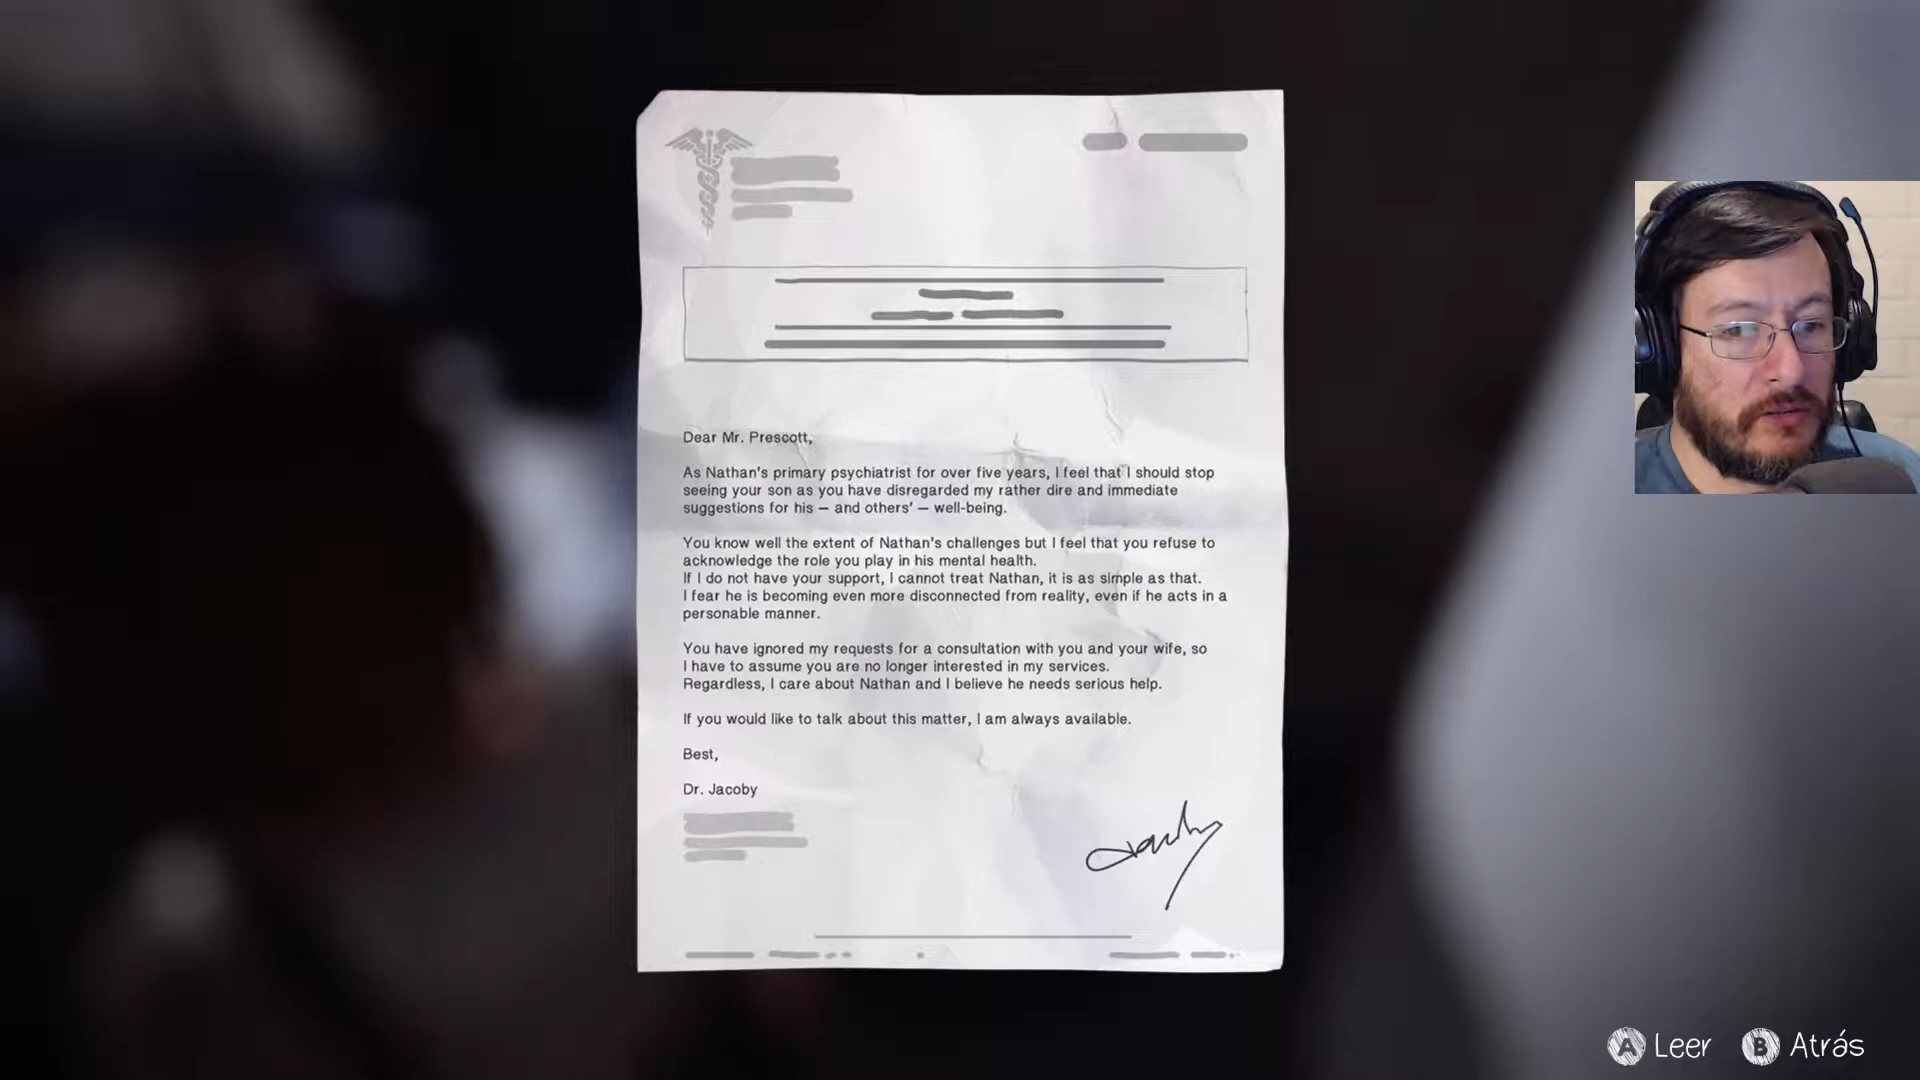 Dear Mr. Prescott,
As Nathan's primary psychiatrist for over five years, I feel that I should stop
seeing your son as you have disregarded my rather dire and immediate
suggestions for his – and others' – well-being.
You know well the extent of Nathan's challenges but I feel that you refuse to
acknowledge the role you play in his mental health.
If I do not have your support, I cannot treat Nathan, it is as simple as that.
I fear he is becoming even more disconnected from reality, even if he acts in a
personable manner.
You have ignored my requests for a consultation with you and your wife, so
I have to assume you are no longer interested in my services.
Regardless, I care about Nathan and I believe he needs serious help.
If you would like to talk about this matter, I am always available.
Best,
Dr. Jacoby
A Leer B Atrás